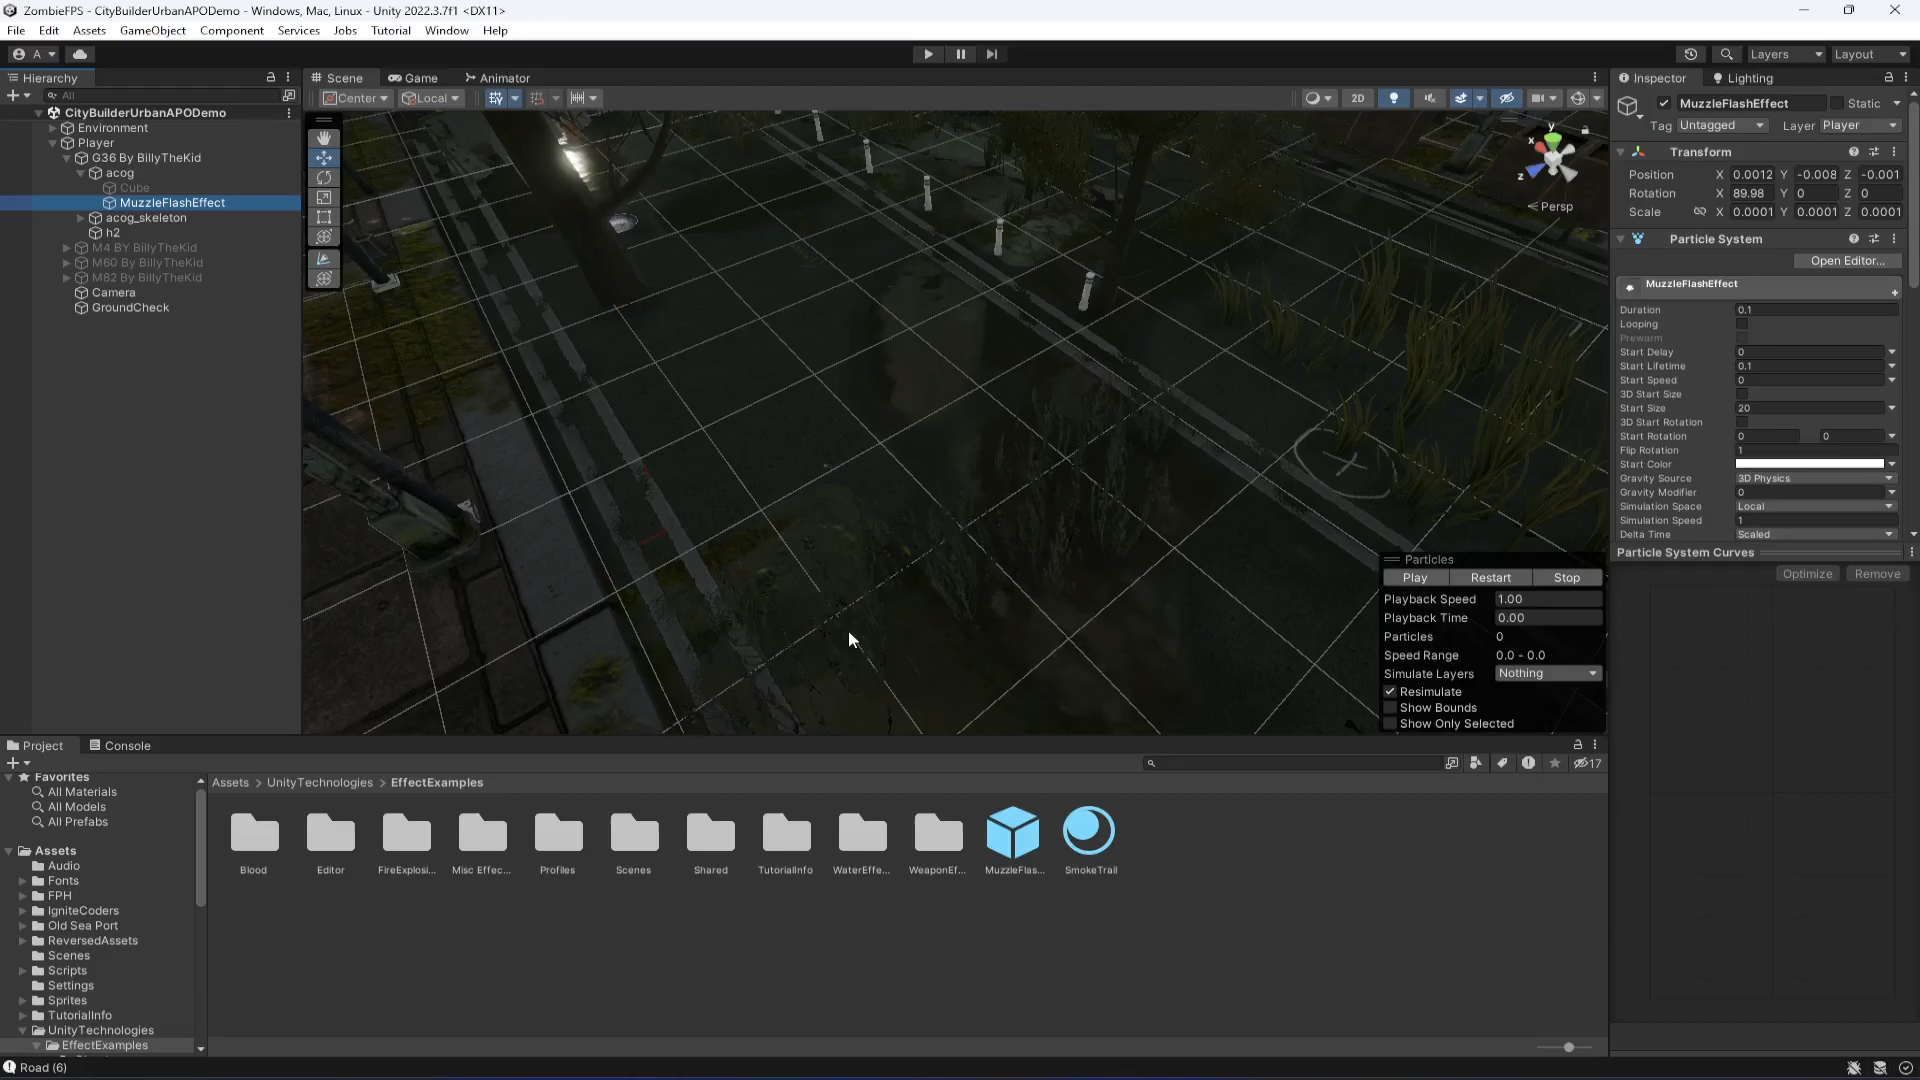 ZombieFPS - CityBuilderUrbanAPODemo - Windows, Mac, Linux - Unity 2022.3.7f1 <DX11>
File Edit Assets GameObject Component Services Jobs Tutorial Window Help
A
Layers Layout
Hierarchy
All
CityBuilderUrbanAPODemo
Environment
Player
G36 By BillyTheKid
acog
Cube
MuzzleFlashEffect
acog_skeleton
h2
M4 BY BillyTheKid
M60 By BillyTheKid
M82 By BillyTheKid
Camera
GroundCheck
Scene Game Animator
Center Local 2D
y
x
z
Persp
Particles
Play Restart Stop
Playback Speed 1.00
Playback Time 0.00
Particles 0
Speed Range 0.0 - 0.0
Simulate Layers Nothing
Resimulate
Show Bounds
Show Only Selected
Inspector Lighting
MuzzleFlashEffect Static
Tag Untagged Layer Player
Transform
Position X 0.0012 Y -0.008 Z -0.001
Rotation X 89.98 Y 0 Z 0
Scale X 0.0001 Y 0.0001 Z 0.0001
Particle System
Open Editor...
MuzzleFlashEffect
Duration 0.1
Looping
Prewarm
Start Delay 0
Start Lifetime 0.1
Start Speed 0
3D Start Size
Start Size 20
3D Start Rotation
Start Rotation 0 0
Flip Rotation 1
Start Color
Gravity Source 3D Physics
Gravity Modifier 0
Simulation Space Local
Simulation Speed 1
Delta Time Scaled
Particle System Curves
Optimize Remove
Project Console
17
Favorites
All Materials
All Models
All Prefabs
Assets
Audio
Fonts
FPH
IgniteCoders
Old Sea Port
ReversedAssets
Scenes
Scripts
Settings
Sprites
TutorialInfo
UnityTechnologies
EffectExamples
Assets > UnityTechnologies > EffectExamples
Blood Editor FireExplosi... Misc Effec... Profiles Scenes Shared TutorialInfo WaterEffe... WeaponEf... MuzzleFlas... SmokeTrail
Road (6)